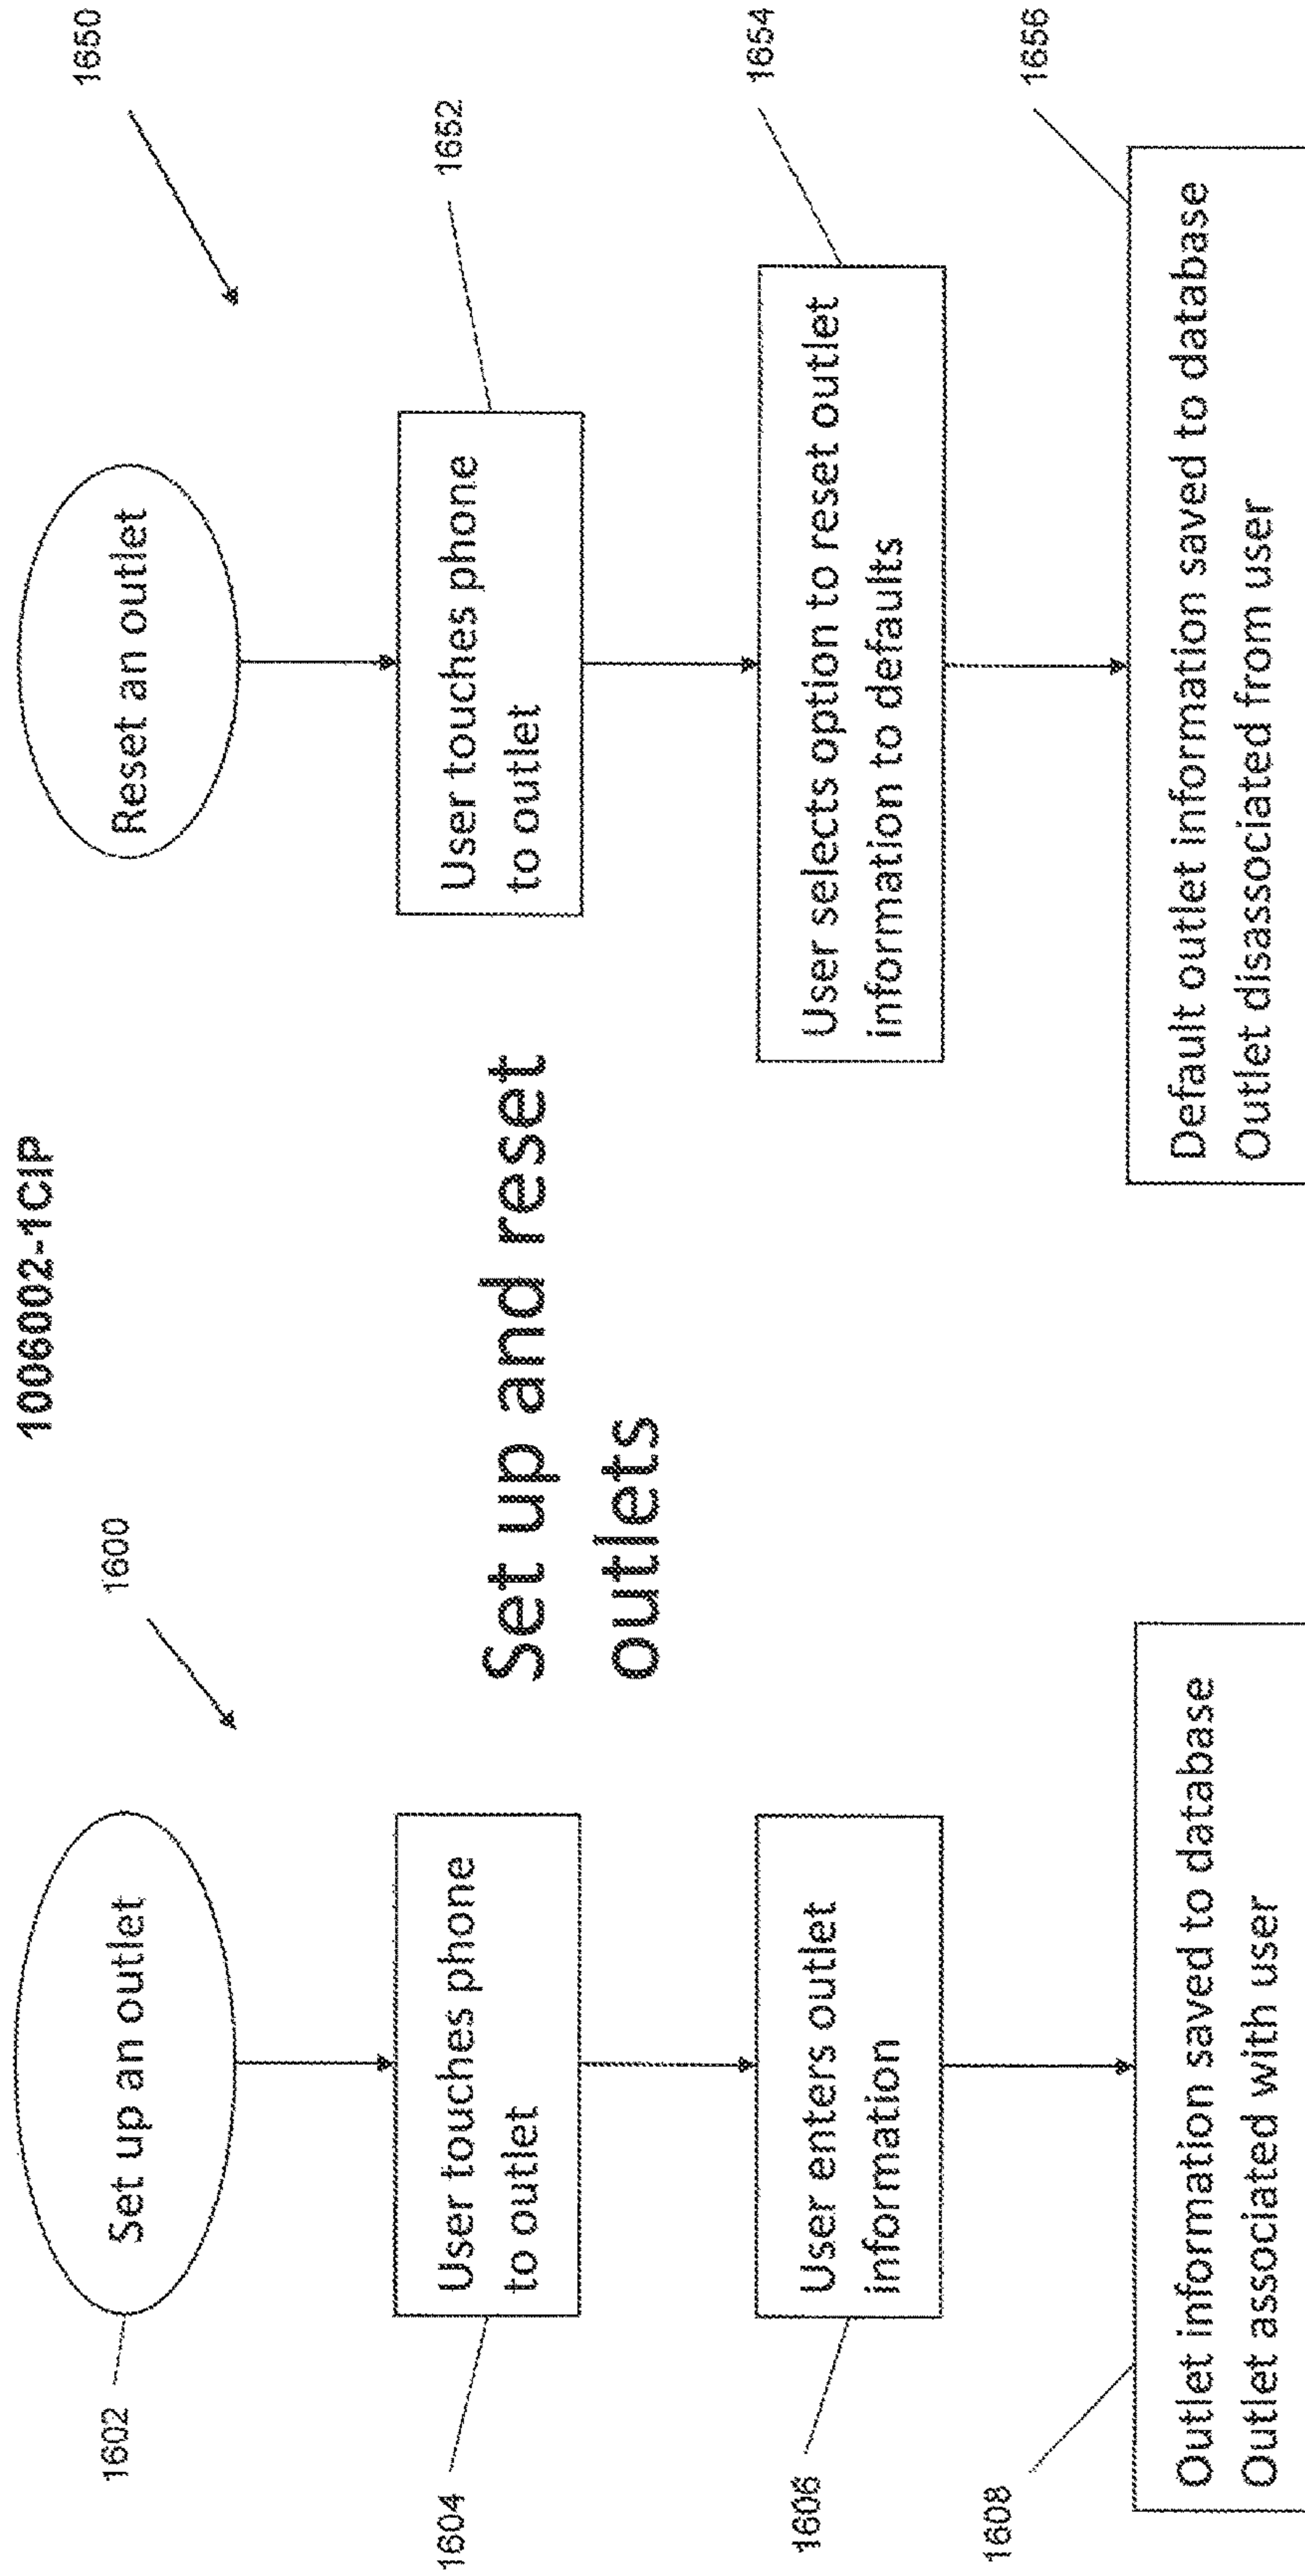 1006002-1CIP
1600
1650
1602
Set up an outlet
Reset an outlet
1604
User touches phone
to outlet
Set up and reset
outlets
User touches phone
to outlet
1652
1606
User enters outlet
information
User selects option to reset outlet
information to defaults
1654
1608
Outlet information saved to database
Outlet associated with user
Default outlet information saved to database
Outlet disassociated from user
1656